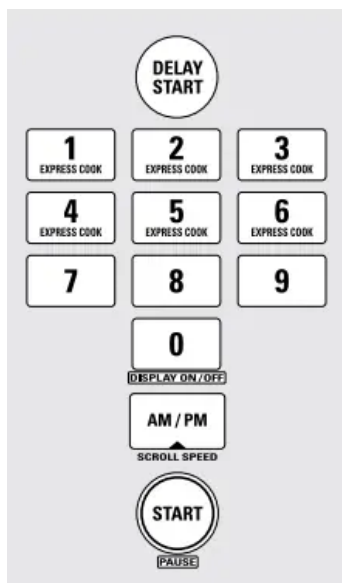 DELAY
START
1 2 3
EXPRESS COOK EXPRESS COOK EXPRESS COOK
4 5 6
EXPRESS COOK EXPRESS COOK EXPRESS COOK
7 8 9
0
DISPLAY ON/OFF
AM / PM
SCROLL SPEED
START
PAUSE